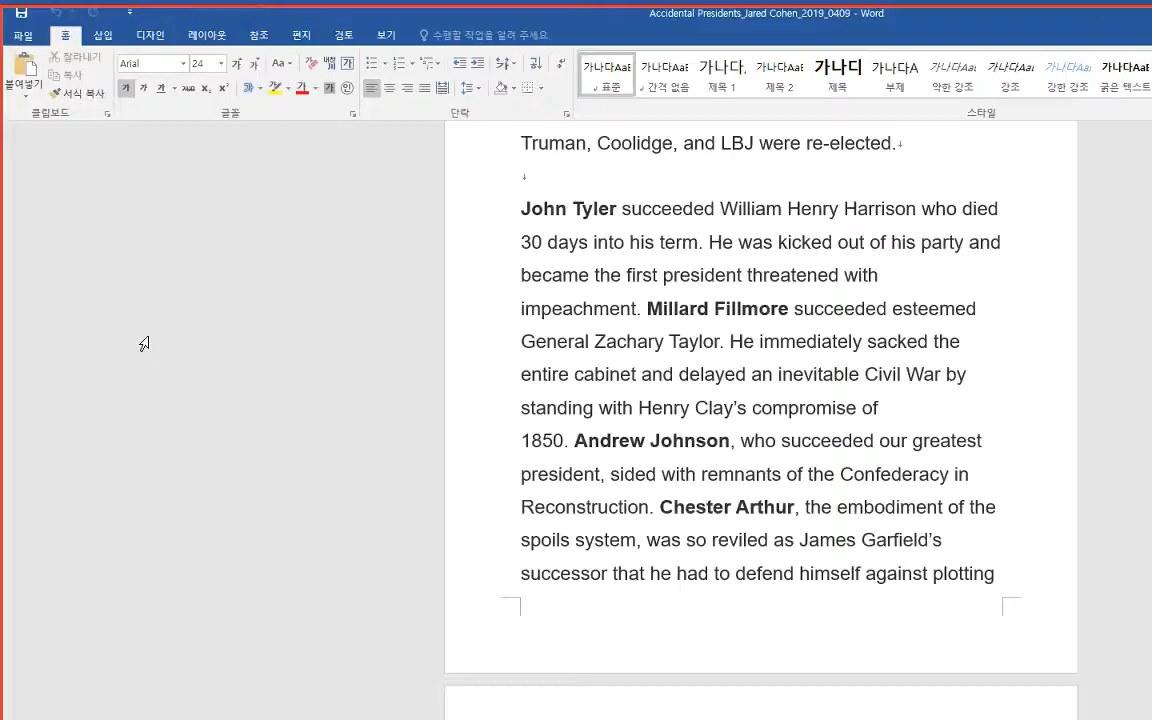 Accidental Presidents_Jared Cohen_2019_0409 - Word
파일 홈 삽입 디자인 레이아웃 참조 편지 검토 보기 수행할 작업을 알려 주세요.
붙여넣기 잘라내기 복사 서식 복사
Arial 24
가나다AaE 가나다AaE 가나다, 가나다AaE 가나디 가나다A 가나다Aa 가나다Aa 가나다Aa 가나다AaE
표준 간격 없음 제목 1 제목 2 제목 부제 약한 강조 강조 강한 강조 굵은 텍스트
클립보드 글꼴 단락 스타일
Truman, Coolidge, and LBJ were re-elected.
John Tyler succeeded William Henry Harrison who died
30 days into his term. He was kicked out of his party and
became the first president threatened with
impeachment. Millard Fillmore succeeded esteemed
General Zachary Taylor. He immediately sacked the
entire cabinet and delayed an inevitable Civil War by
standing with Henry Clay’s compromise of
1850. Andrew Johnson, who succeeded our greatest
president, sided with remnants of the Confederacy in
Reconstruction. Chester Arthur, the embodiment of the
spoils system, was so reviled as James Garfield’s
successor that he had to defend himself against plotting